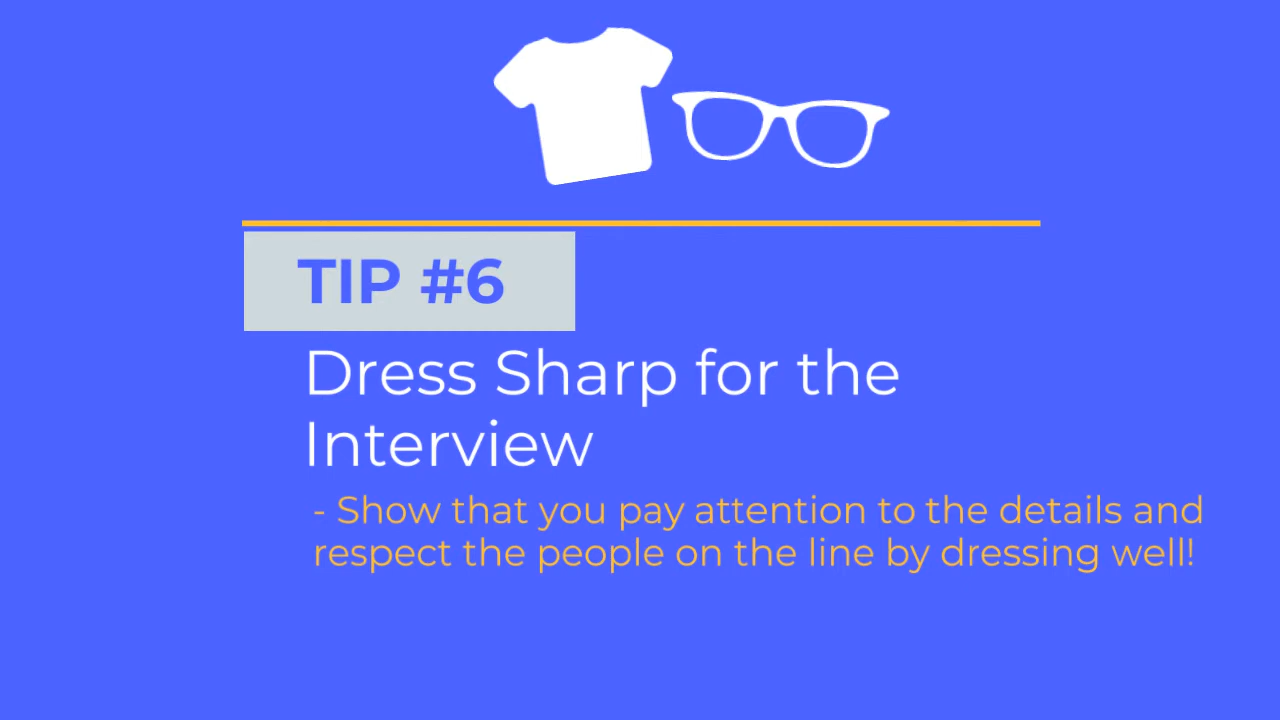 TIP #6
Dress Sharp for the
Interview
- Show that you pay attention to the details and
respect the people on the line by dressing well!